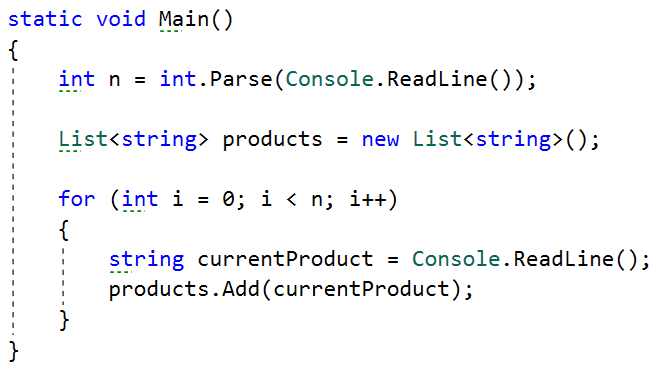 static void Main()
{
    int n = int.Parse(Console.ReadLine());
    List<string> products = new List<string>();
    for (int i = 0; i < n; i++)
    {
        string currentProduct = Console.ReadLine();
        products.Add(currentProduct);
    }
}